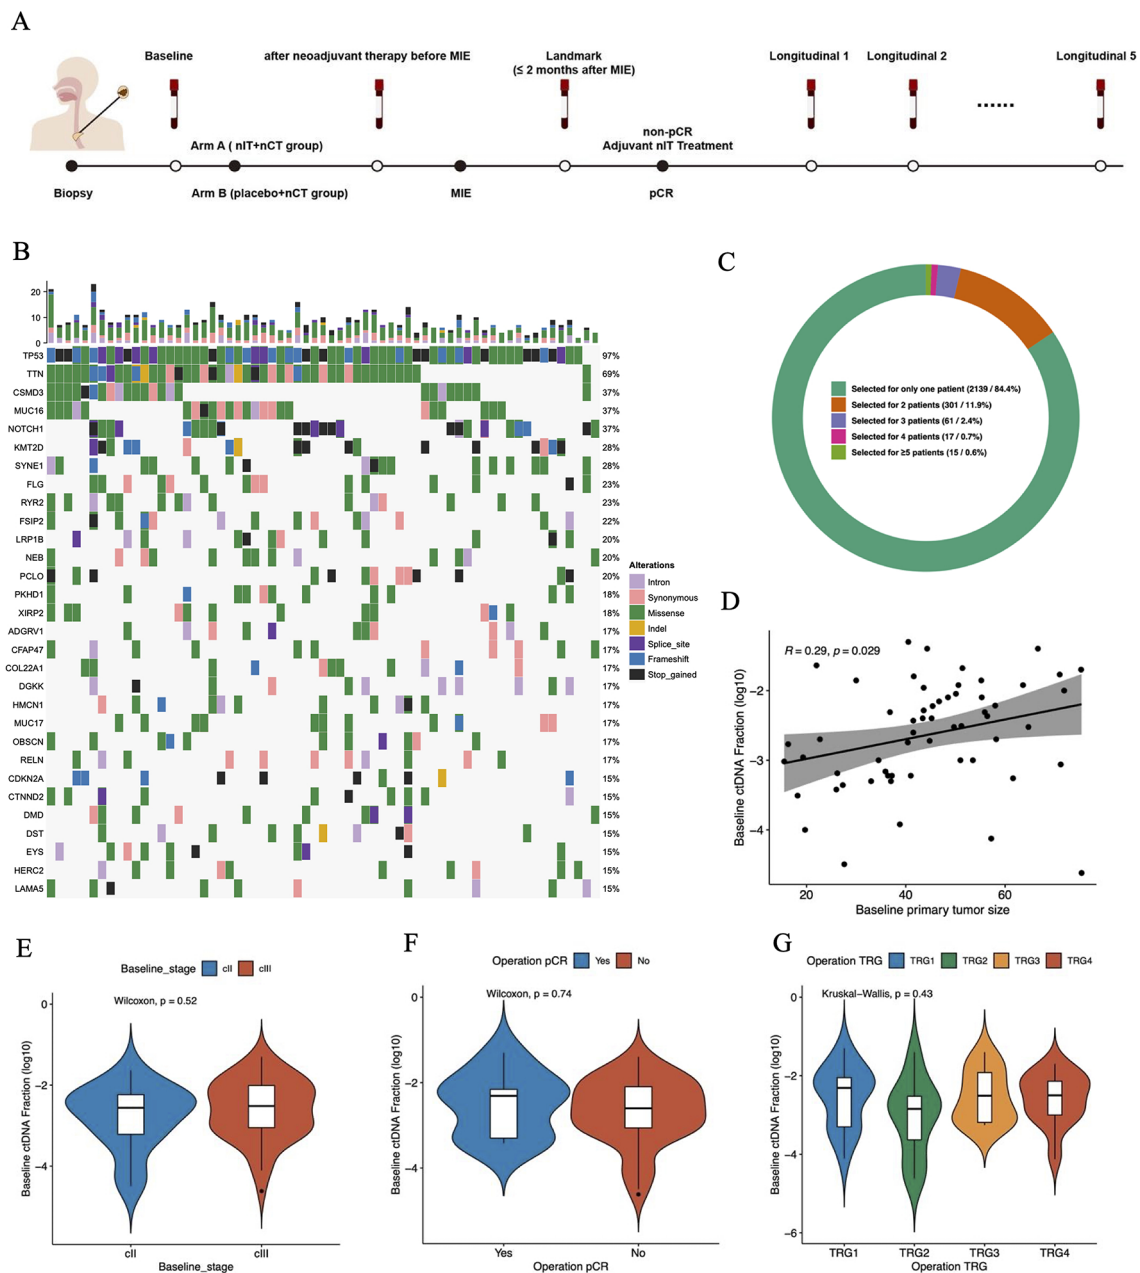 A
Baseline
after neoadjuvant therapy before MIE
Landmark
(≤ 2 months after MIE)
Longitudinal 1
Longitudinal 2
Longitudinal 5
......
non-pCR
Arm A ( nIT+nCT group)
Adjuvant nIT Treatment
Biopsy
Arm B (placebo+nCT group)
MIE
pCR
B
20
10
0
TP53 97%
TTN 69%
CSMD3 37%
MUC16 37%
NOTCH1 37%
KMT2D 28%
SYNE1 28%
FLG 23%
RYR2 23%
FSIP2 22%
LRP1B 20%
NEB 20%
PCLO 20%
PKHD1 18%
XIRP2 18%
ADGRV1 17%
CFAP47 17%
COL22A1 17%
DGKK 17%
HMCN1 17%
MUC17 17%
OBSCN 17%
RELN 17%
CDKN2A 15%
CTNND2 15%
DMD 15%
DST 15%
EYS 15%
HERC2 15%
LAMA5 15%
Alterations
Intron
Synonymous
Missense
Indel
Splice_site
Frameshift
Stop_gained
C
Selected for only one patient (2139 / 84.4%)
Selected for 2 patients (301 / 11.9%)
Selected for 3 patients (61 / 2.4%)
Selected for 4 patients (17 / 0.7%)
Selected for ≥5 patients (15 / 0.6%)
D
R = 0.29, p = 0.029
Baseline ctDNA Fraction (log10)
−2
−3
−4
20 40 60
Baseline primary tumor size
E
Baseline_stage cII cIII
Wilcoxon, p = 0.52
Baseline ctDNA Fraction (log10)
0
−2
−4
cII cIII
Baseline_stage
F
Operation pCR Yes No
Wilcoxon, p = 0.74
Baseline ctDNA Fraction (log10)
0
−2
−4
Yes No
Operation pCR
G
Operation TRG TRG1 TRG2 TRG3 TRG4
Kruskal−Wallis, p = 0.43
Baseline ctDNA Fraction (log10)
0
−2
−4
−6
TRG1 TRG2 TRG3 TRG4
Operation TRG